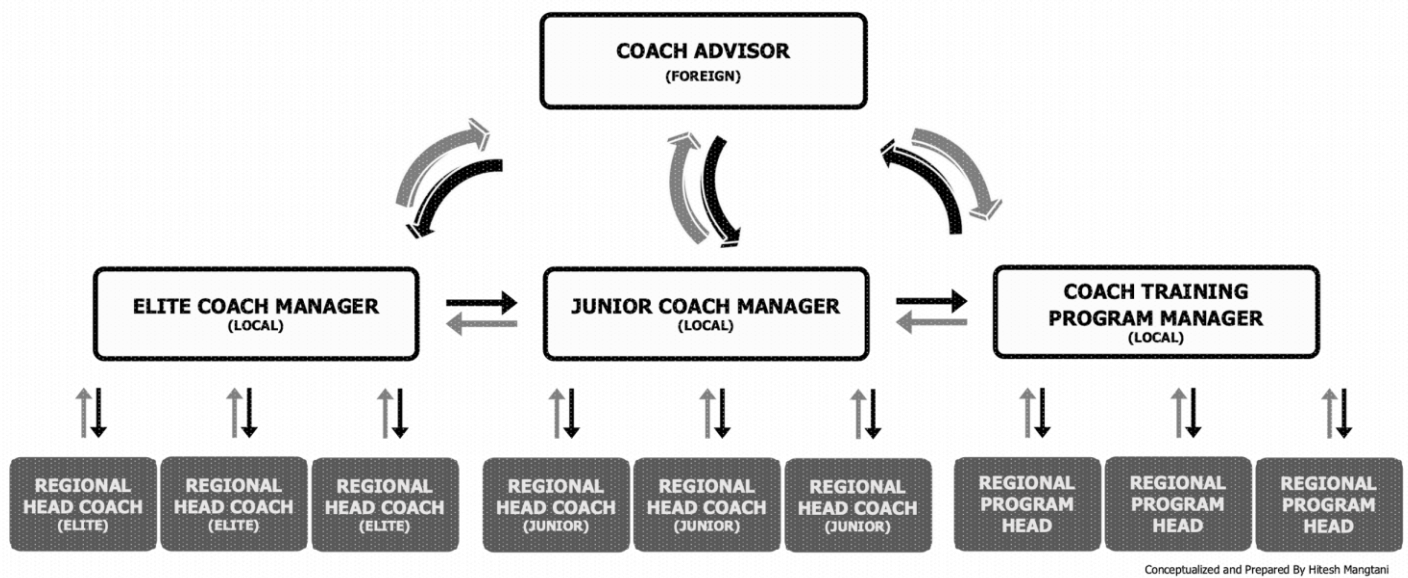 COACH ADVISOR
(FOREIGN)
ELITE COACH MANAGER
(LOCAL)
JUNIOR COACH MANAGER
(LOCAL)
COACH TRAINING
PROGRAM MANAGER
(LOCAL)
REGIONAL
HEAD COACH
(ELITE)
REGIONAL
HEAD COACH
(ELITE)
REGIONAL
HEAD COACH
(ELITE)
REGIONAL
HEAD COACH
(JUNIOR)
REGIONAL
HEAD COACH
(JUNIOR)
REGIONAL
HEAD COACH
(JUNIOR)
REGIONAL
PROGRAM
HEAD
REGIONAL
PROGRAM
HEAD
REGIONAL
PROGRAM
HEAD
Conceptualized and Prepared By Hitesh Mangtani